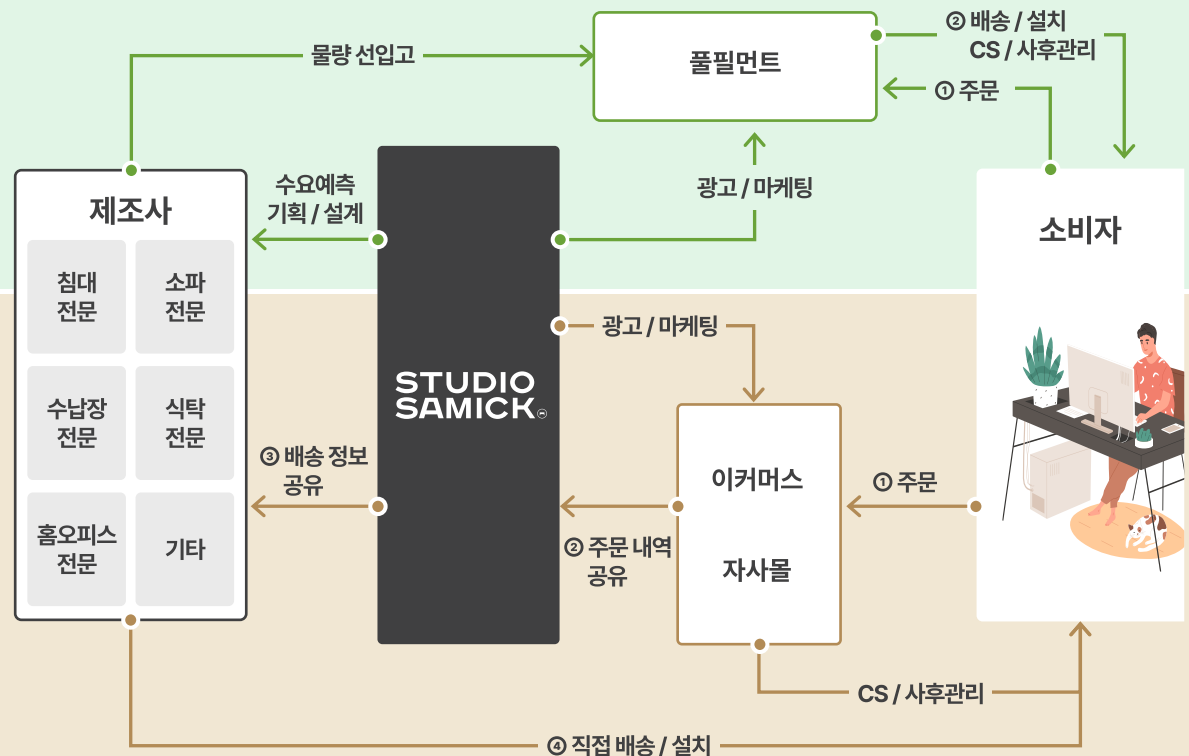 물량 선입고
풀필먼트
② 배송 / 설치
CS / 사후관리
① 주문
제조사
수요예측
기획 / 설계
광고 / 마케팅
소비자
침대
전문
소파
전문
광고 / 마케팅
STUDIO
SAMICK
수납장
전문
식탁
전문
③ 배송 정보
공유
이커머스
① 주문
② 주문 내역
공유
자사몰
홈오피스
전문
기타
CS / 사후관리
④ 직접 배송 / 설치